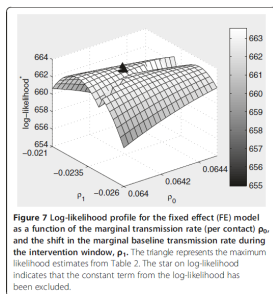 664
662
660
658
656
654
log–likelihood*
−0.021
−0.0235
−0.026
ρ1
0.064
0.0642
0.0644
ρ0
663
662
661
660
659
658
657
656
655
Figure 7 Log-likelihood profile for the fixed effect (FE) model
as a function of the marginal transmission rate (per contact) ρ0,
and the shift in the marginal baseline transmission rate during
the intervention window, ρ1. The triangle represents the maximum
likelihood estimates from Table 2. The star on log-likelihood
indicates that the constant term from the log-likelihood has
been excluded.